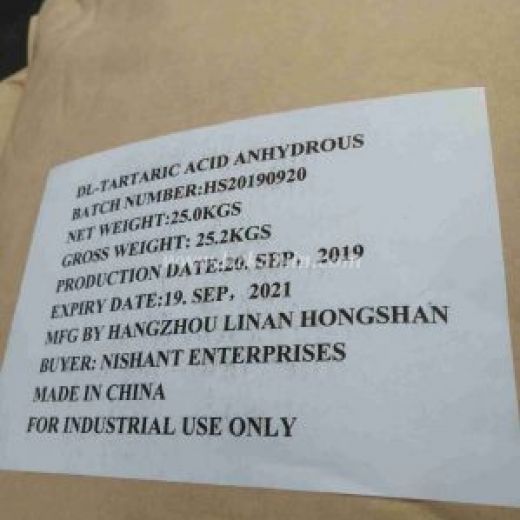 DL-TARTARIC ACID ANHYDROUS
BATCH NUMBER:HS20190920
NET WEIGHT:25.0KGS
GROSS WEIGHT: 25.2KGS
PRODUCTION DATE:20. SEP, 2019
EXPIRY DATE:19. SEP, 2021
MFG BY HANGZHOU LINAN HONGSHAN
BUYER: NISHANT ENTERPRISES
MADE IN CHINA
FOR INDUSTRIAL USE ONLY